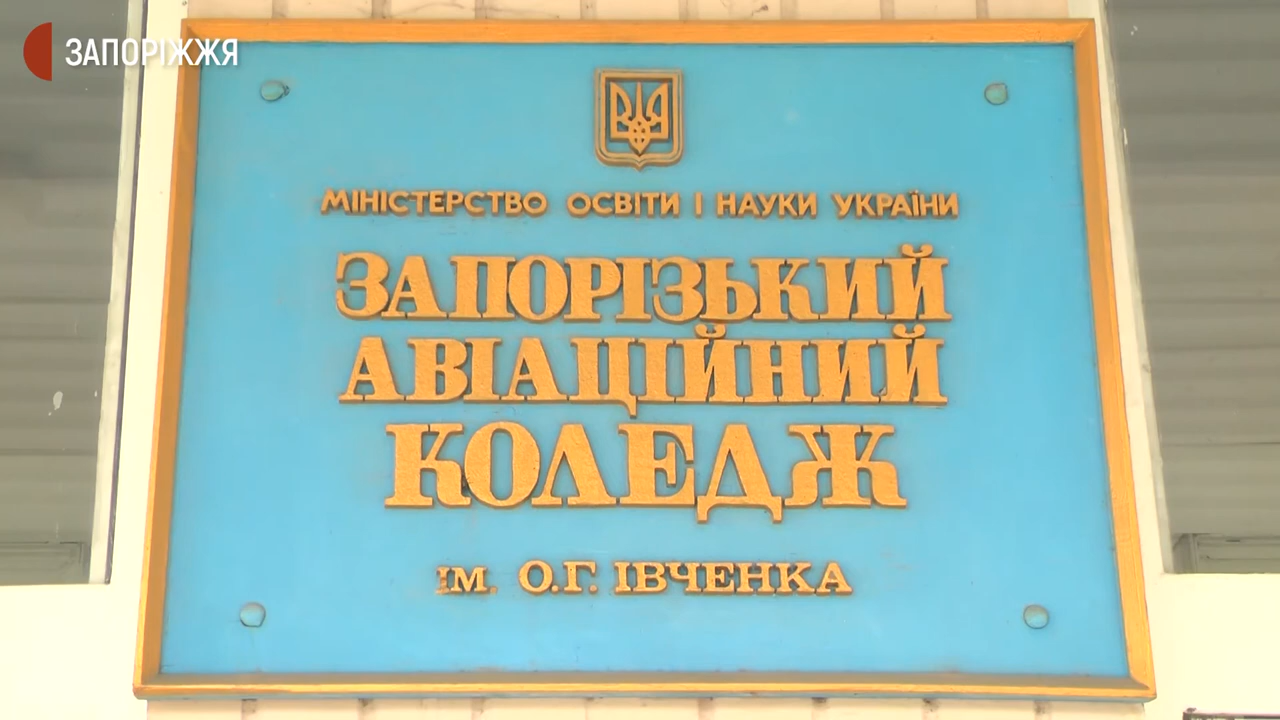 ЗАПОРІЖЖЯ
МІНІСТЕРСТВО ОСВІТИ І НАУКИ УКРАЇНИ
ЗАПОРІЗЬКИЙ
АВІАЦІЙНИЙ
КОЛЕДЖ
ІМ. О.Г. ІВЧЕНКА